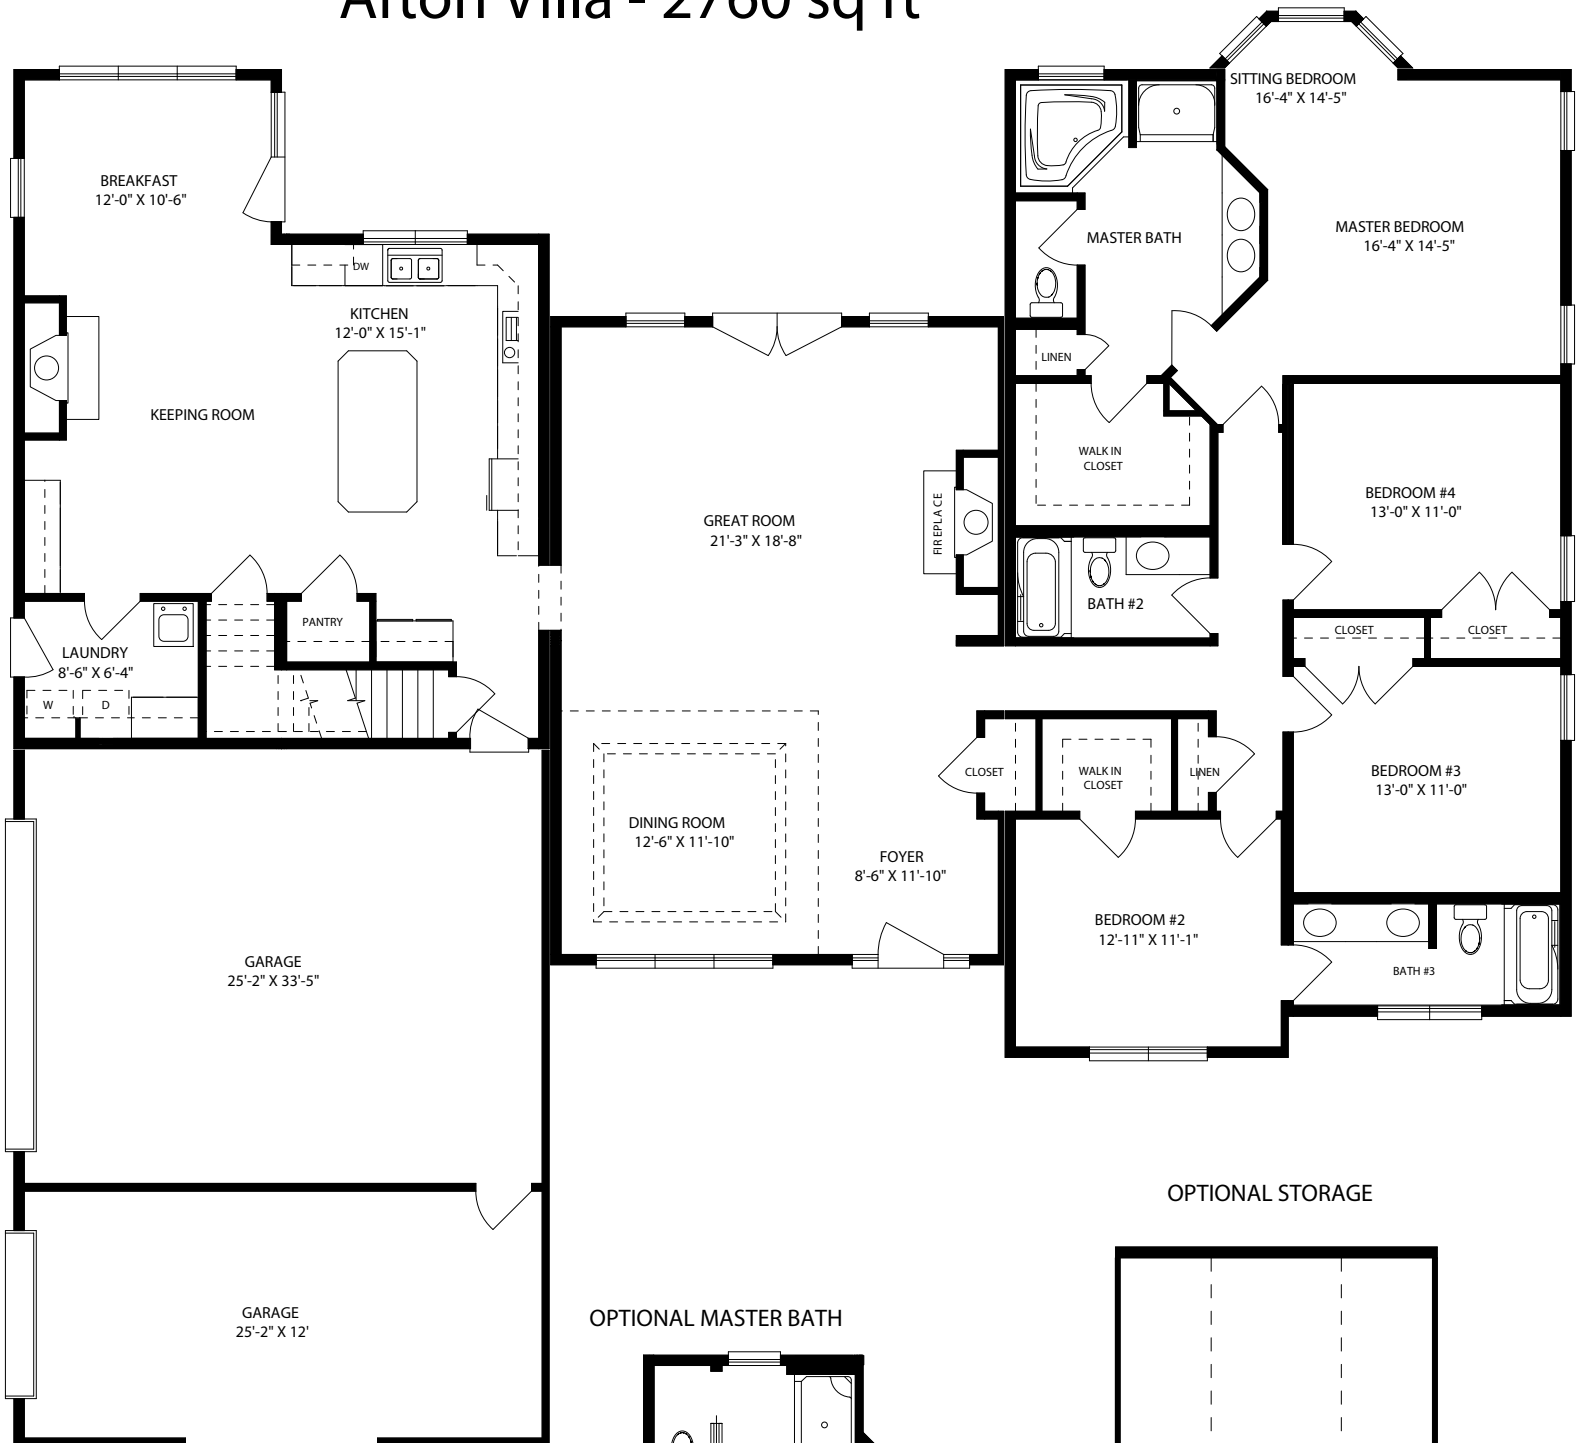 Afton Villa - 2760 sq ft
SITTING BEDROOM
16'-4" X 14'-5"
BREAKFAST
12'-0" X 10'-6"
MASTER BATH
MASTER BEDROOM
16'-4" X 14'-5"
DW
KITCHEN
12'-0" X 15'-1"
LINEN
KEEPING ROOM
WALK IN
CLOSET
GREAT ROOM
21'-3" X 18'-8"
FIREPLACE
BEDROOM #4
13'-0" X 11'-0"
BATH #2
PANTRY
CLOSET
CLOSET
LAUNDRY
8'-6" X 6'-4"
W
D
CLOSET
WALK IN
CLOSET
LINEN
BEDROOM #3
13'-0" X 11'-0"
DINING ROOM
12'-6" X 11'-10"
FOYER
8'-6" X 11'-10"
BEDROOM #2
12'-11" X 11'-1"
BATH #3
GARAGE
25'-2" X 33'-5"
OPTIONAL STORAGE
GARAGE
25'-2" X 12'
OPTIONAL MASTER BATH